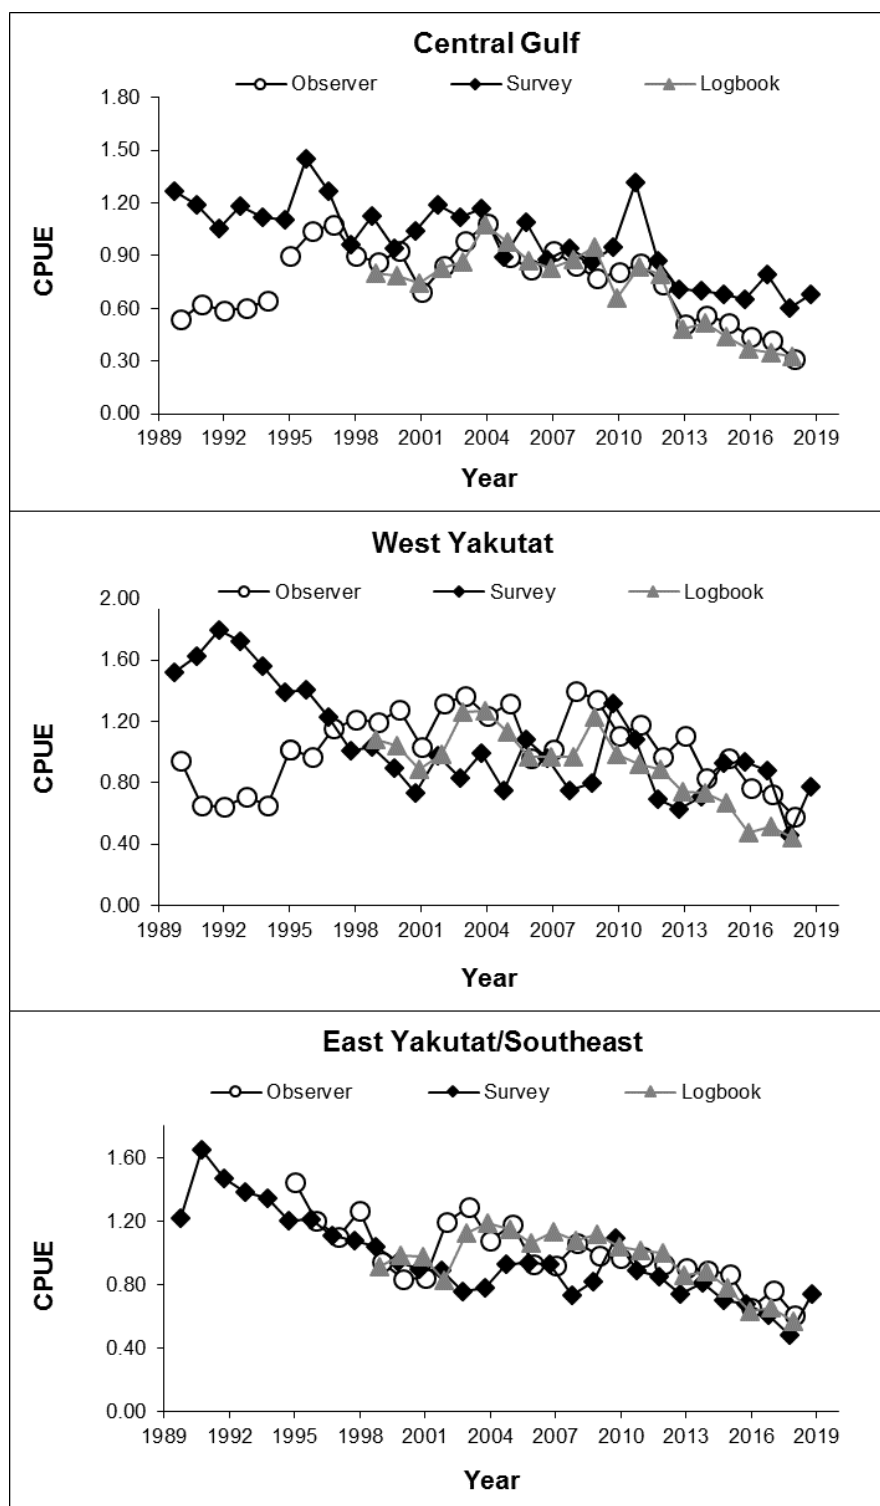 Central Gulf
Observer Survey Logbook
1.80
1.50
1.20
0.90
0.60
0.30
0.00
CPUE
1989 1992 1995 1998 2001 2004 2007 2010 2013 2016 2019
Year
West Yakutat
Observer Survey Logbook
2.00
1.60
1.20
0.80
0.40
0.00
CPUE
1989 1992 1995 1998 2001 2004 2007 2010 2013 2016 2019
Year
East Yakutat/Southeast
Observer Survey Logbook
1.60
1.20
0.80
0.40
0.00
CPUE
1989 1992 1995 1998 2001 2004 2007 2010 2013 2016 2019
Year